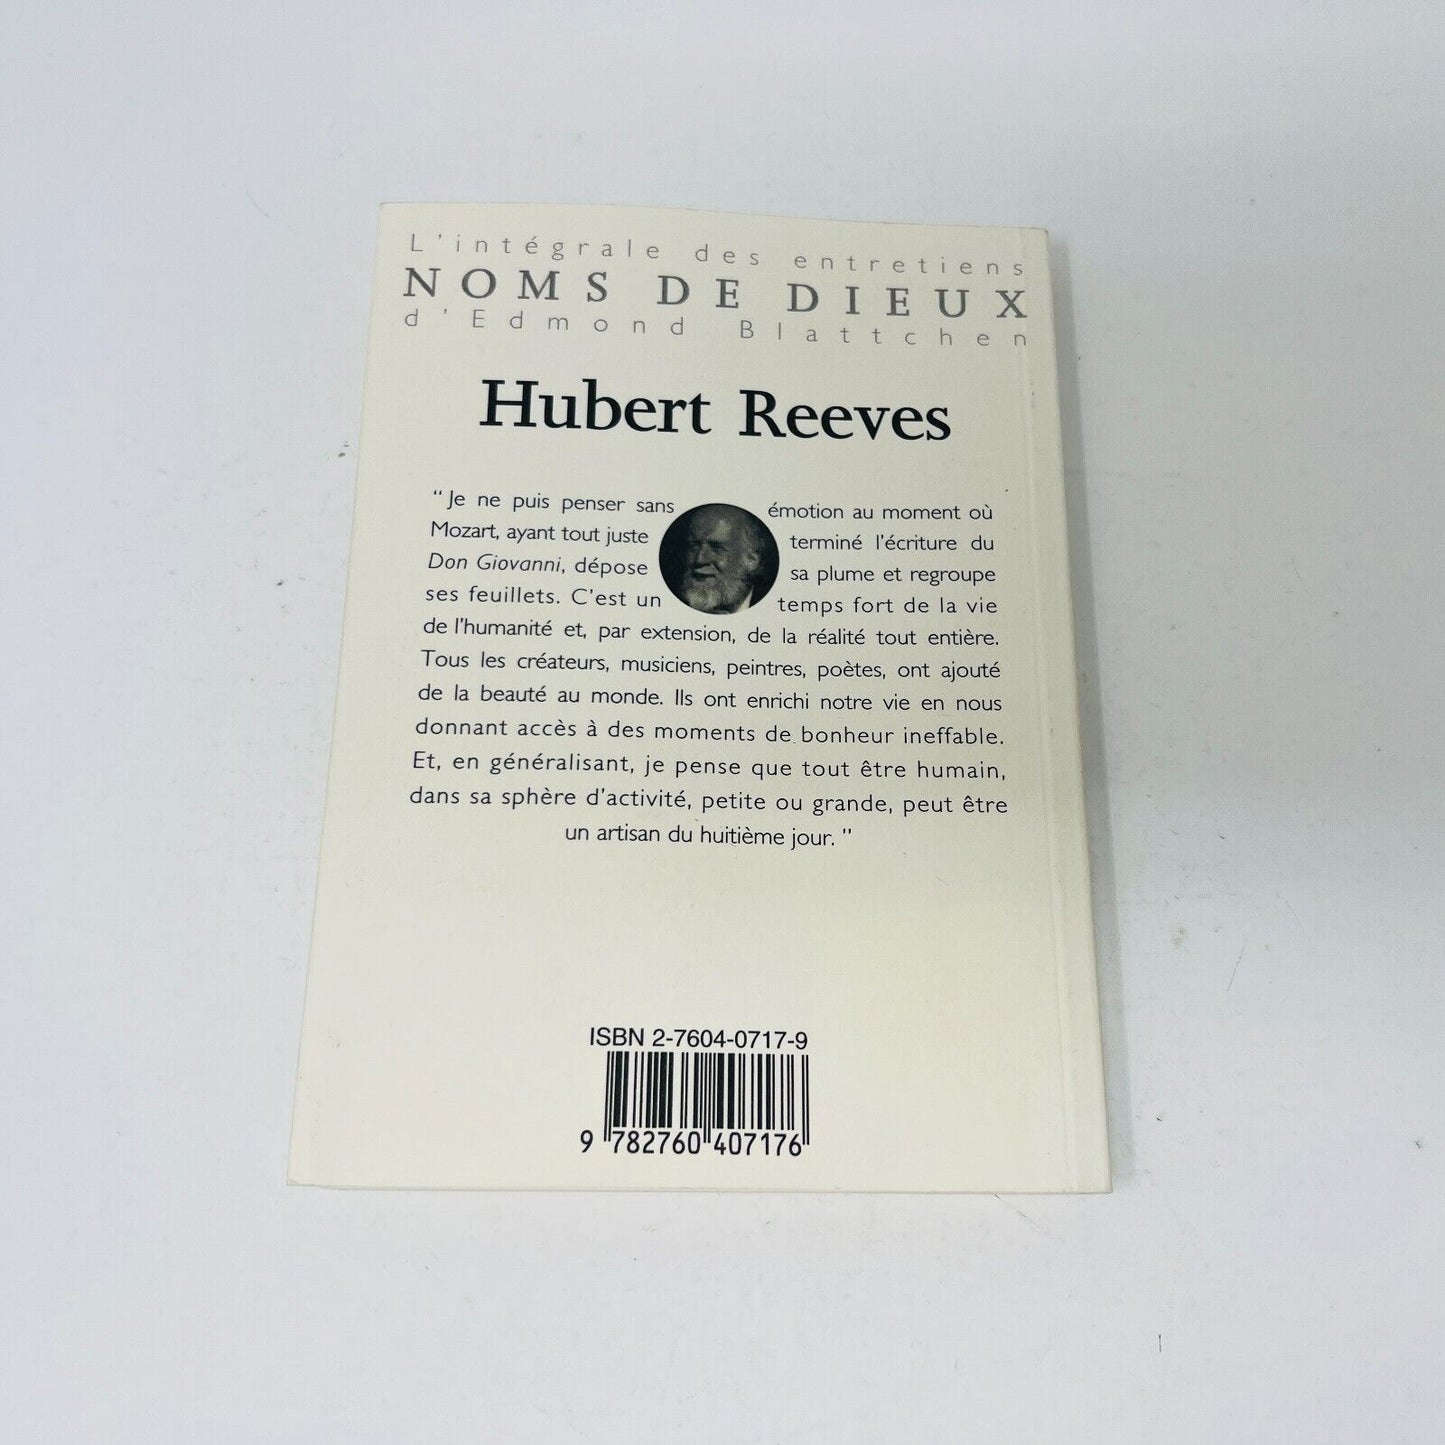 L'intégrale des entretiens
NOMS DE DIEUX
d'Edmond Blattchen
Hubert Reeves
“ Je ne puis penser sans émotion au moment où
Mozart, ayant tout juste terminé l'écriture du
Don Giovanni, dépose sa plume et regroupe
ses feuillets. C'est un temps fort de la vie
de l'humanité et, par extension, de la réalité tout entière.
Tous les créateurs, musiciens, peintres, poètes, ont ajouté
de la beauté au monde. Ils ont enrichi notre vie en nous
donnant accès à des moments de bonheur ineffable.
Et, en généralisant, je pense que tout être humain,
dans sa sphère d'activité, petite ou grande, peut être
un artisan du huitième jour. ”
ISBN 2-7604-0717-9
9 782760 407176